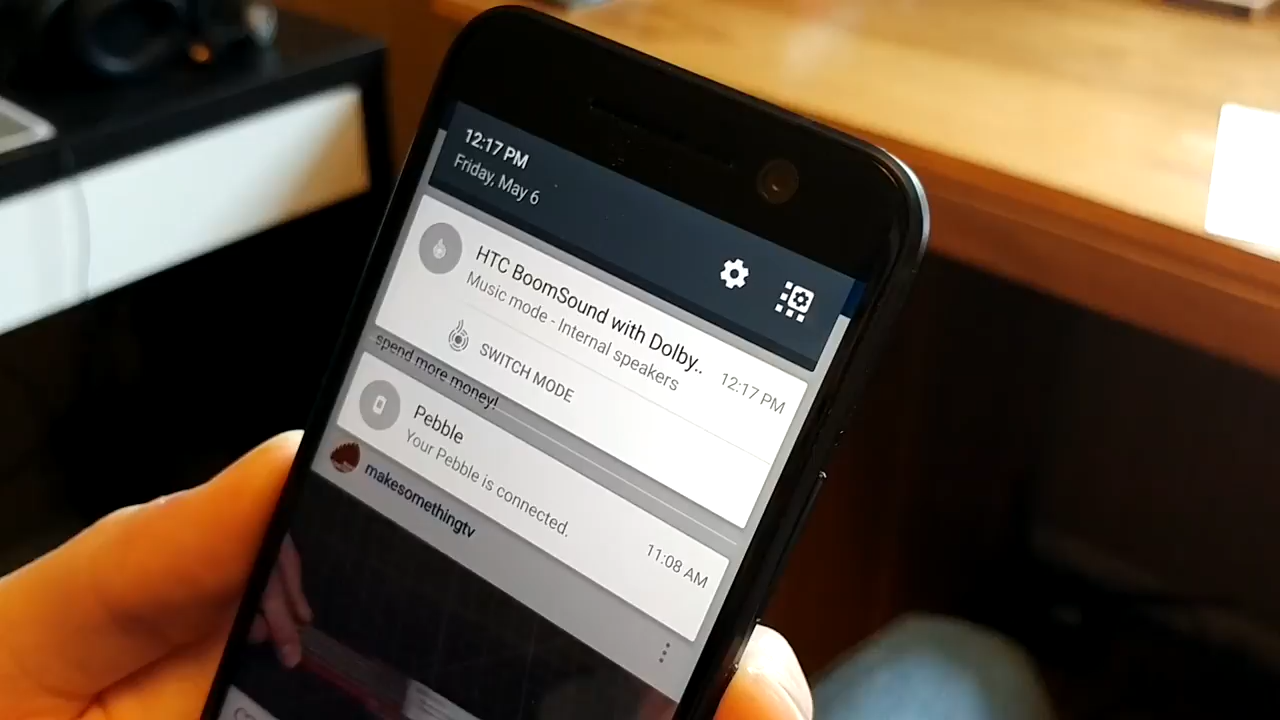 12:17 PM
Friday, May 6
HTC BoomSound with Dolby..
12:17 PM
Music mode - Internal speakers
SWITCH MODE
spend more money!
Pebble
Your Pebble is connected.
11:08 AM
makesomethingtv